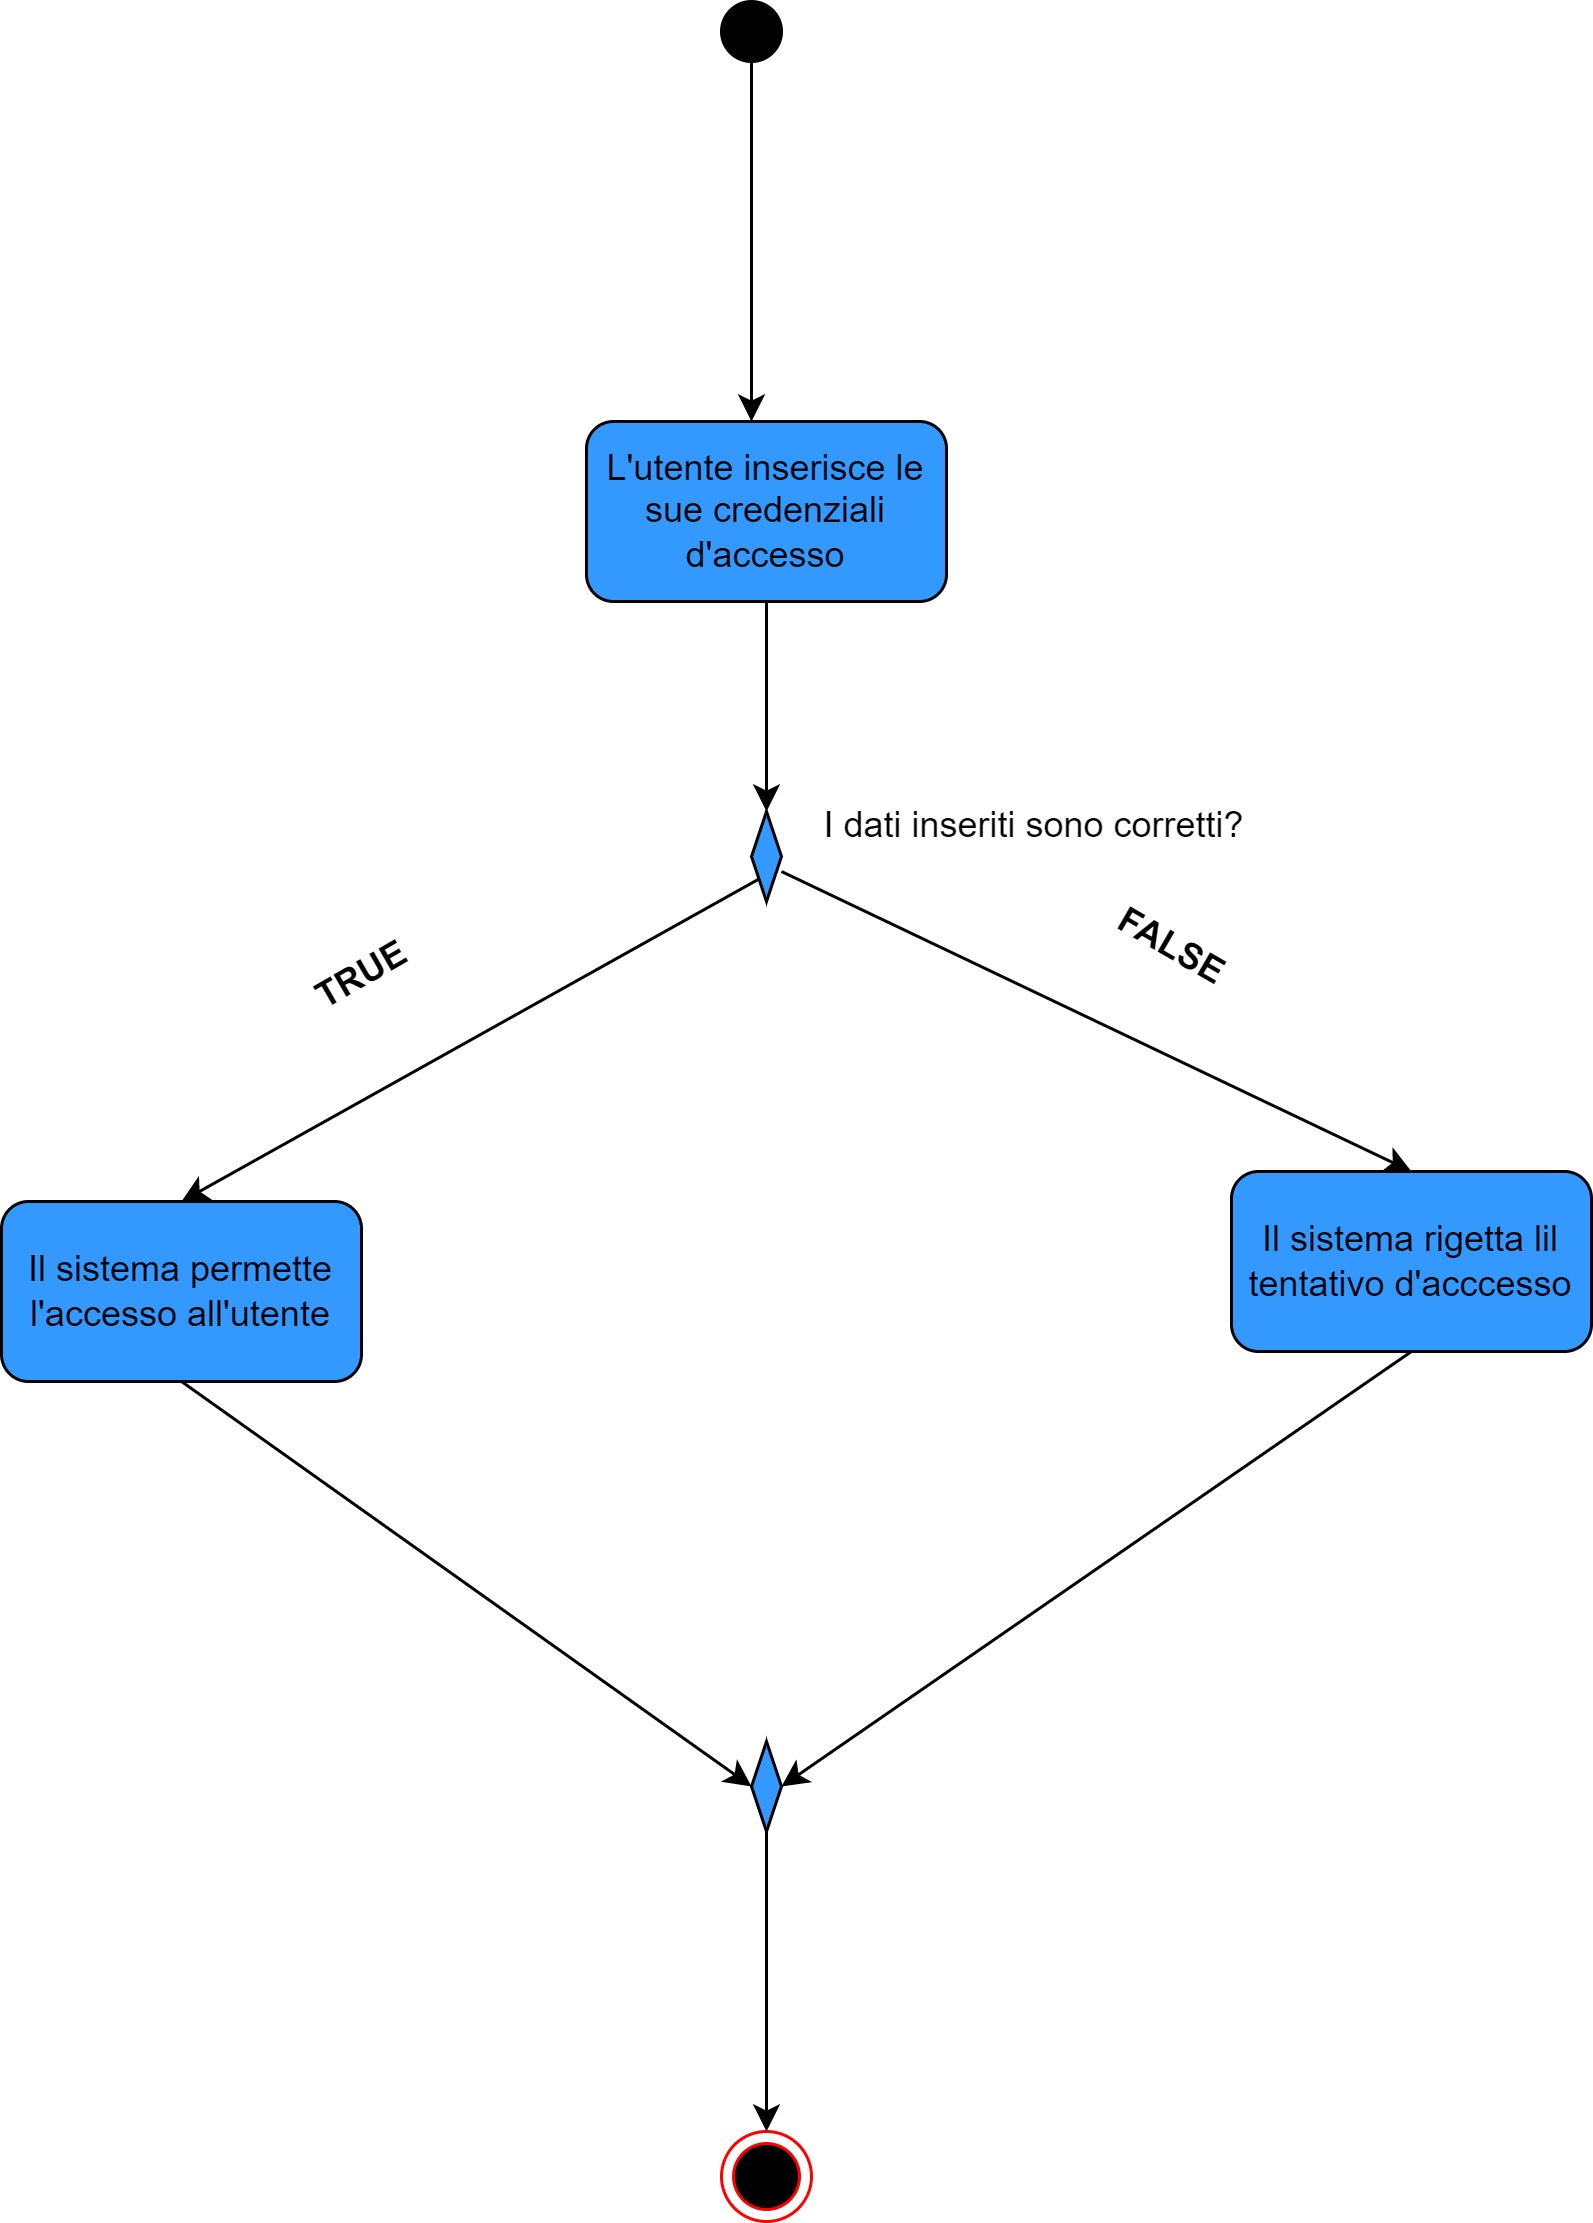 L'utente inserisce le
sue credenziali
d'accesso
I dati inseriti sono corretti?
TRUE
FALSE
Il sistema permette
l'accesso all'utente
Il sistema rigetta lil
tentativo d'acccesso